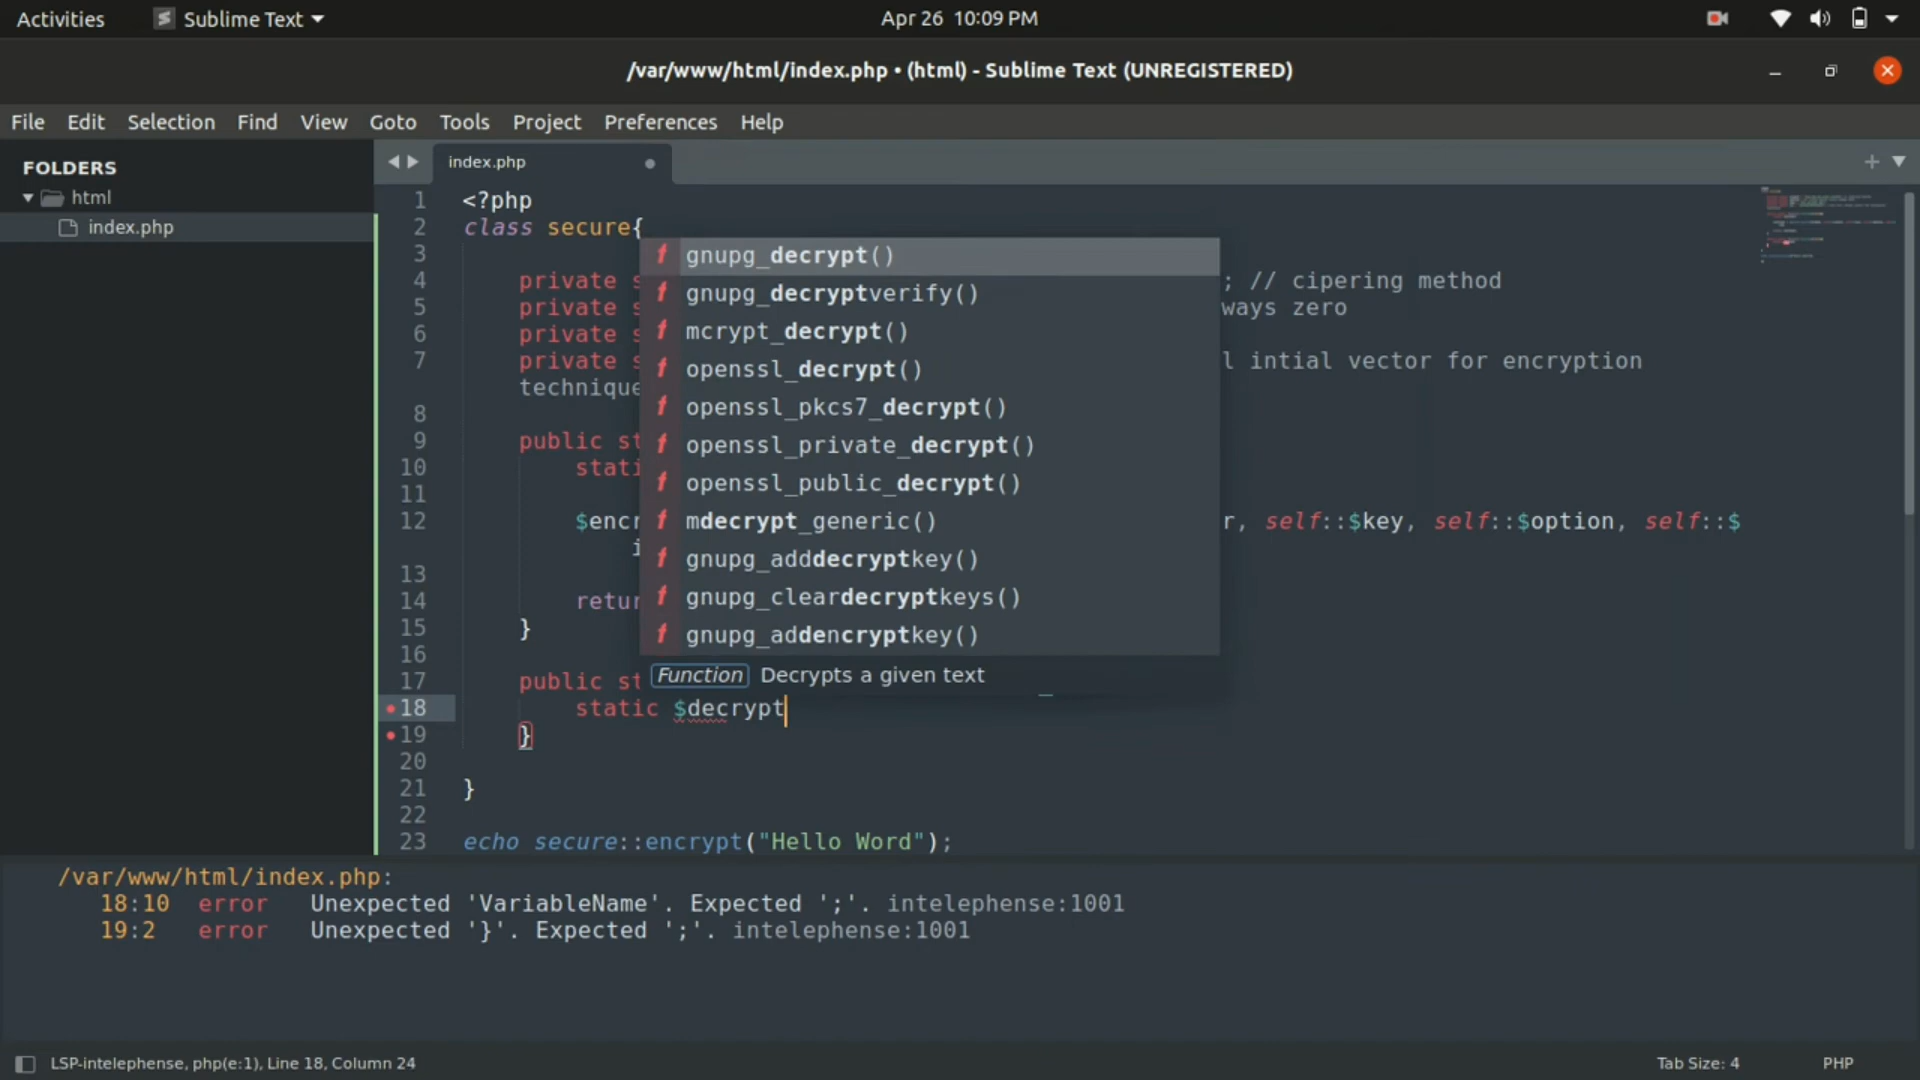 Activities Sublime Text Apr 26 10:09 PM
/var/www/html/index.php • (html) - Sublime Text (UNREGISTERED)
File Edit Selection Find View Goto Tools Project Preferences Help
FOLDERS
html
index.php
index.php
1 <?php
2 class secure{
3
4 private s ; // cipering method
5 private s ways zero
6 private s
7 private s l intial vector for encryption
technique
8
9 public st
10 stati
11
12 $encr r, self::$key, self::$option, self::$
i
13
14 retur
15 }
16
17 public st
18 static $decrypt
19 }
20
21 }
22
23 echo secure::encrypt("Hello Word");
f gnupg_decrypt()
f gnupg_decryptverify()
f mcrypt_decrypt()
f openssl_decrypt()
f openssl_pkcs7_decrypt()
f openssl_private_decrypt()
f openssl_public_decrypt()
f mdecrypt_generic()
f gnupg_adddecryptkey()
f gnupg_cleardecryptkeys()
f gnupg_addencryptkey()
Function Decrypts a given text
/var/www/html/index.php:
18:10 error Unexpected 'VariableName'. Expected ';'. intelephense:1001
19:2 error Unexpected '}'. Expected ';'. intelephense:1001
LSP-intelephense, php(e:1), Line 18, Column 24 Tab Size: 4 PHP